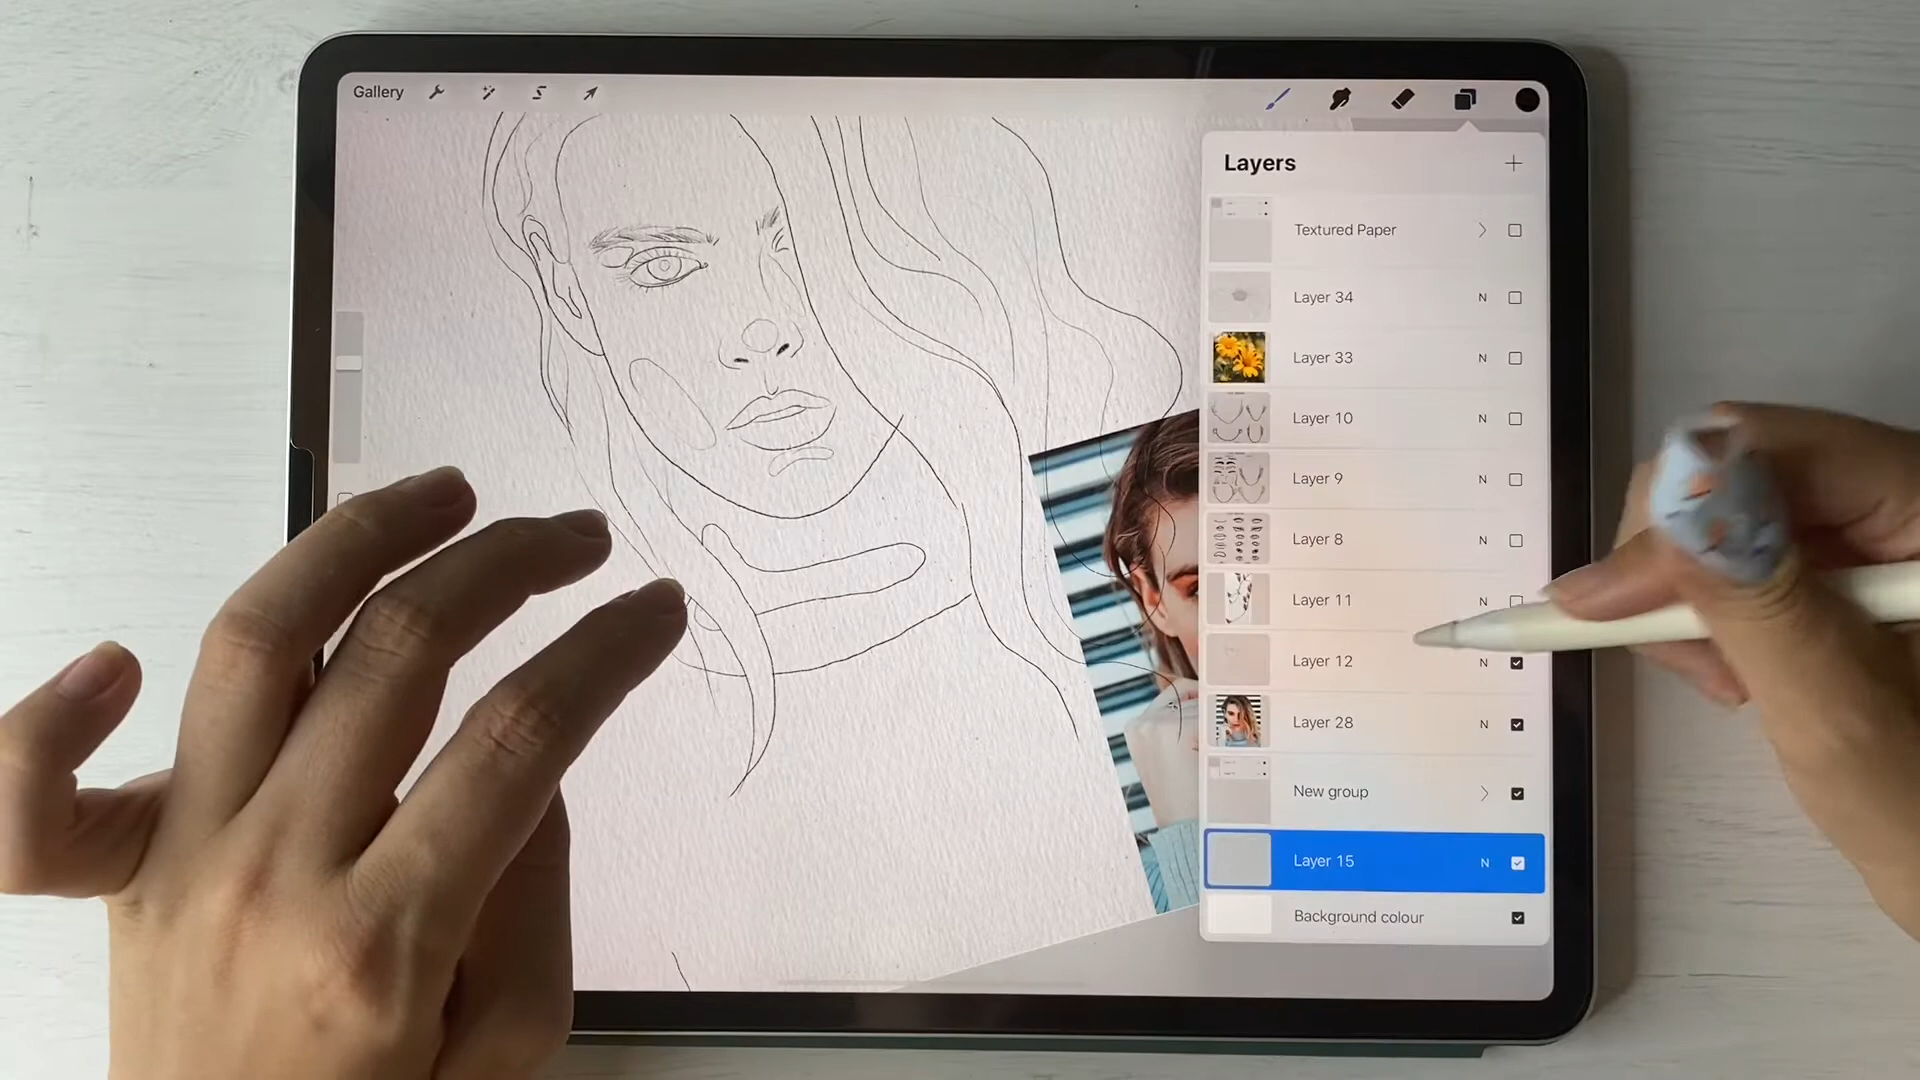 Gallery
Layers
Textured Paper
Layer 34 N
Layer 33 N
Layer 10 N
Layer 9 N
Layer 8 N
Layer 11 N
Layer 12 N
Layer 28 N
New group
Layer 15 N
Background colour